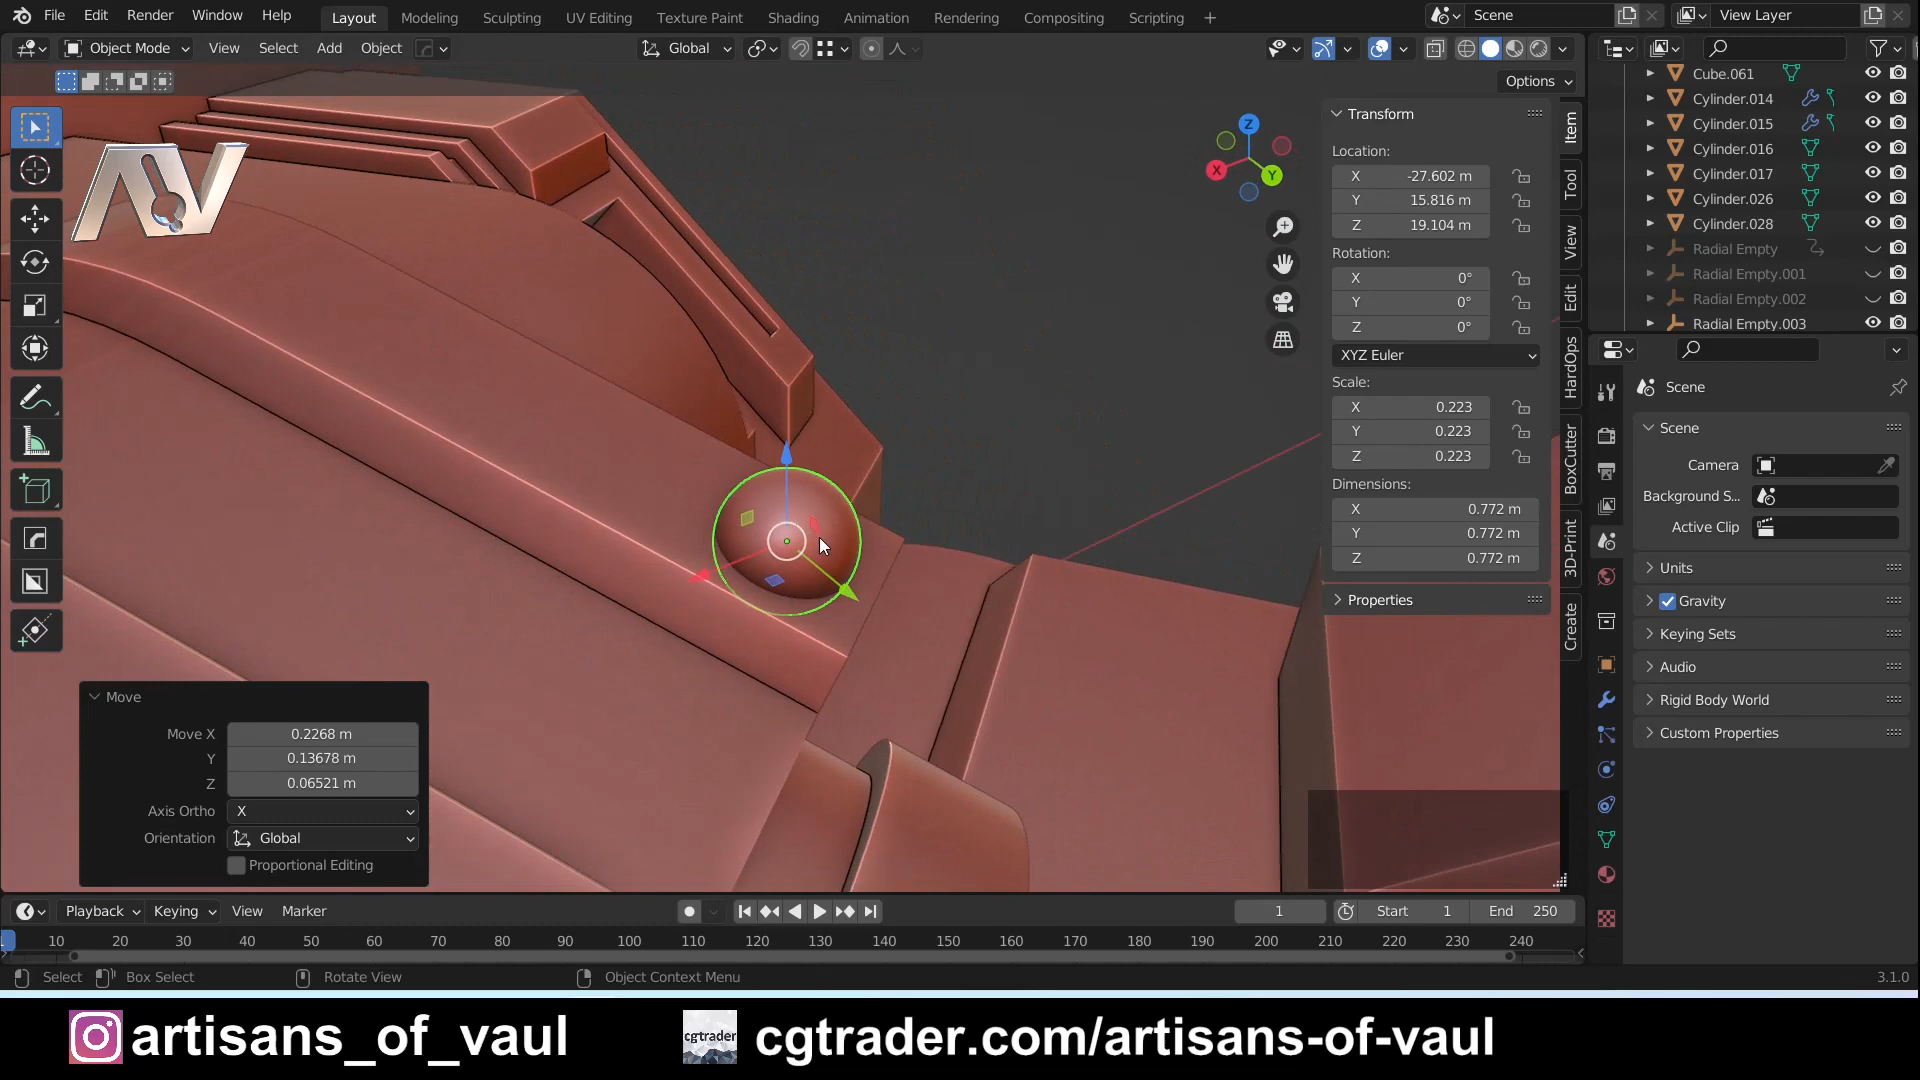 File Edit Render Window Help Layout Modeling Sculpting UV Editing Texture Paint Shading Animation Rendering Compositing Scripting + Scene View Layer
Object Mode View Select Add Object Global
Options
AV
Transform
Location:
X -27.602 m
Y 15.816 m
Z 19.104 m
Rotation:
X 0°
Y 0°
Z 0°
XYZ Euler
Scale:
X 0.223
Y 0.223
Z 0.223
Dimensions:
X 0.772 m
Y 0.772 m
Z 0.772 m
Properties
Item
Tool
View
Edit
HardOps
BoxCutter
3D-Print
Create
Z
X
Y
Cube.061
Cylinder.014
Cylinder.015
Cylinder.016
Cylinder.017
Cylinder.026
Cylinder.028
Radial Empty
Radial Empty.001
Radial Empty.002
Radial Empty.003
Scene
Scene
Camera
Background S...
Active Clip
Units
Gravity
Keying Sets
Audio
Rigid Body World
Custom Properties
Move
Move X 0.2268 m
Y 0.13678 m
Z 0.06521 m
Axis Ortho X
Orientation Global
Proportional Editing
Playback Keying View Marker 1 Start 1 End 250
10 20 30 40 50 60 70 80 90 100 110 120 130 140 150 160 170 180 190 200 210 220 230 240
Select Box Select Rotate View Object Context Menu 3.1.0
artisans_of_vaul cgtrader cgtrader.com/artisans-of-vaul